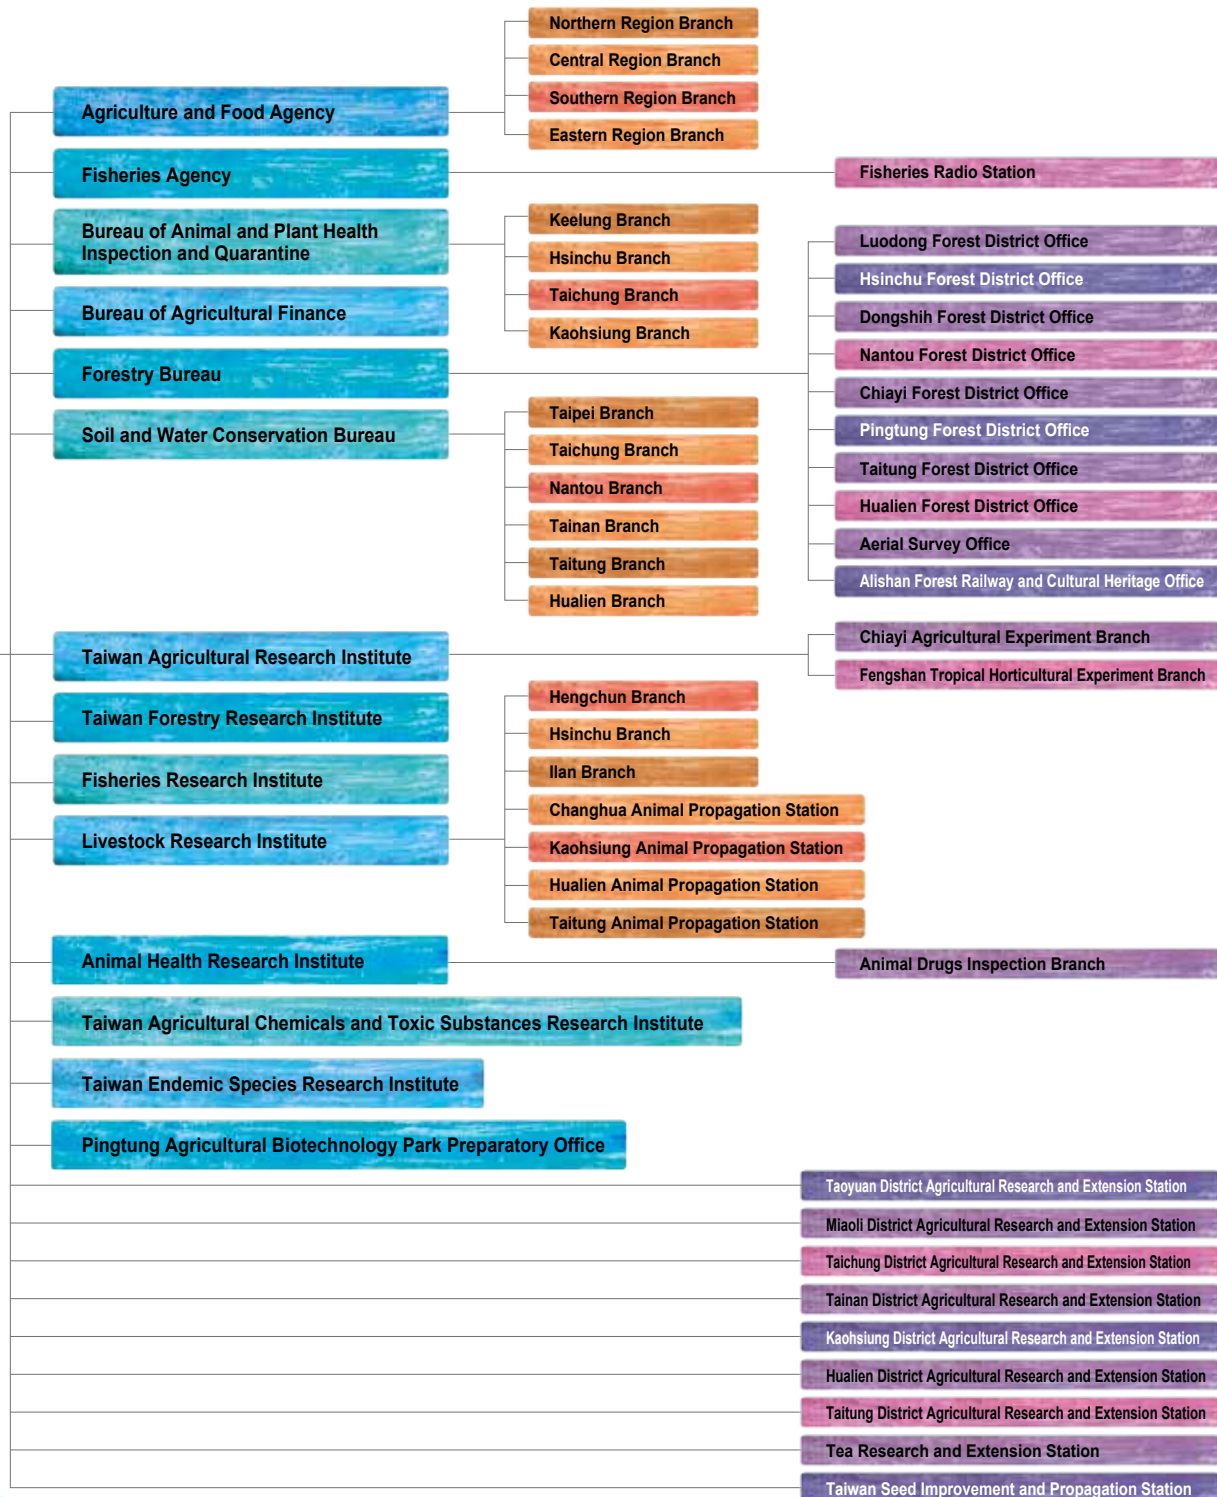 Northern Region Branch
Central Region Branch
Agriculture and Food Agency
Southern Region Branch
Eastern Region Branch
Fisheries Agency
Fisheries Radio Station
Bureau of Animal and Plant Health
Inspection and Quarantine
Keelung Branch
Hsinchu Branch
Taichung Branch
Kaohsiung Branch
Bureau of Agricultural Finance
Forestry Bureau
Luodong Forest District Office
Hsinchu Forest District Office
Dongshih Forest District Office
Nantou Forest District Office
Chiayi Forest District Office
Pingtung Forest District Office
Taitung Forest District Office
Hualien Forest District Office
Aerial Survey Office
Alishan Forest Railway and Cultural Heritage Office
Soil and Water Conservation Bureau
Taipei Branch
Taichung Branch
Nantou Branch
Tainan Branch
Taitung Branch
Hualien Branch
Taiwan Agricultural Research Institute
Chiayi Agricultural Experiment Branch
Fengshan Tropical Horticultural Experiment Branch
Taiwan Forestry Research Institute
Fisheries Research Institute
Livestock Research Institute
Hengchun Branch
Hsinchu Branch
Ilan Branch
Changhua Animal Propagation Station
Kaohsiung Animal Propagation Station
Hualien Animal Propagation Station
Taitung Animal Propagation Station
Animal Health Research Institute
Animal Drugs Inspection Branch
Taiwan Agricultural Chemicals and Toxic Substances Research Institute
Taiwan Endemic Species Research Institute
Pingtung Agricultural Biotechnology Park Preparatory Office
Taoyuan District Agricultural Research and Extension Station
Miaoli District Agricultural Research and Extension Station
Taichung District Agricultural Research and Extension Station
Tainan District Agricultural Research and Extension Station
Kaohsiung District Agricultural Research and Extension Station
Hualien District Agricultural Research and Extension Station
Taitung District Agricultural Research and Extension Station
Tea Research and Extension Station
Taiwan Seed Improvement and Propagation Station